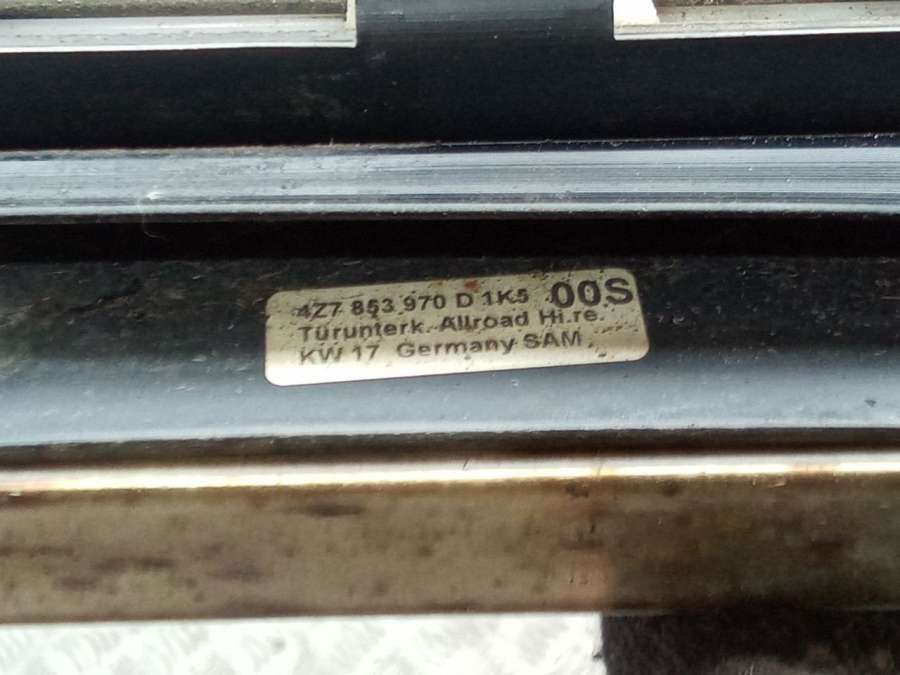 4Z7 853 970 D 1K5 00S
Türunterk. Allroad Hi.re.
KW 17 Germany SAM